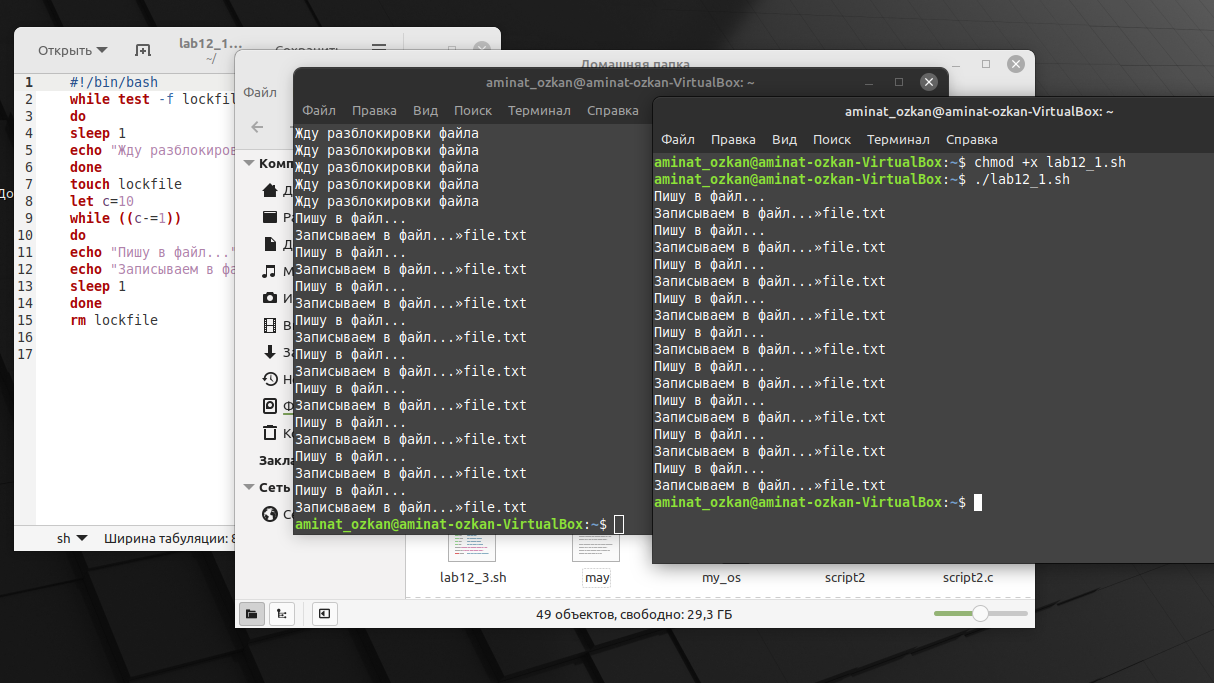 Открыть
lab12_1...
~/
1 #!/bin/bash
2 while test -f
3 do
4 sleep 1
5 echo "Жду
6 done
7 touch lockfile
8 let c=10
9 while ((c-=1))
10 do
11 echo "Пишу в файл..."
12 echo "Записываем в
13 sleep 1
14 done
15 rm lockfile
16
17
sh Ширина табуляции:
Домашняя папка
Файл
Сеть
lab12_3.sh
may
my_os
script2
script2.c
49 объектов, свободно: 29,3 ГБ
aminat_ozkan@aminat-ozkan-VirtualBox: ~
Файл Правка Вид Поиск Терминал Справка
Жду разблокировки файла
Жду разблокировки файла
Жду разблокировки файла
Жду разблокировки файла
Жду разблокировки файла
Пишу в файл...
Записываем в файл...»file.txt
Пишу в файл...
Записываем в файл...»file.txt
Пишу в файл...
Записываем в файл...»file.txt
Пишу в файл...
Записываем в файл...»file.txt
Пишу в файл...
Записываем в файл...»file.txt
Пишу в файл...
Записываем в файл...»file.txt
Пишу в файл...
Записываем в файл...»file.txt
Пишу в файл...
Записываем в файл...»file.txt
Пишу в файл...
Записываем в файл...»file.txt
aminat_ozkan@aminat-ozkan-VirtualBox:~$
aminat_ozkan@aminat-ozkan-VirtualBox: ~
Файл Правка Вид Поиск Терминал Справка
aminat_ozkan@aminat-ozkan-VirtualBox:~$ chmod +x lab12_1.sh
aminat_ozkan@aminat-ozkan-VirtualBox:~$ ./lab12_1.sh
Пишу в файл...
Записываем в файл...»file.txt
Пишу в файл...
Записываем в файл...»file.txt
Пишу в файл...
Записываем в файл...»file.txt
Пишу в файл...
Записываем в файл...»file.txt
Пишу в файл...
Записываем в файл...»file.txt
Пишу в файл...
Записываем в файл...»file.txt
Пишу в файл...
Записываем в файл...»file.txt
Пишу в файл...
Записываем в файл...»file.txt
Пишу в файл...
Записываем в файл...»file.txt
aminat_ozkan@aminat-ozkan-VirtualBox:~$